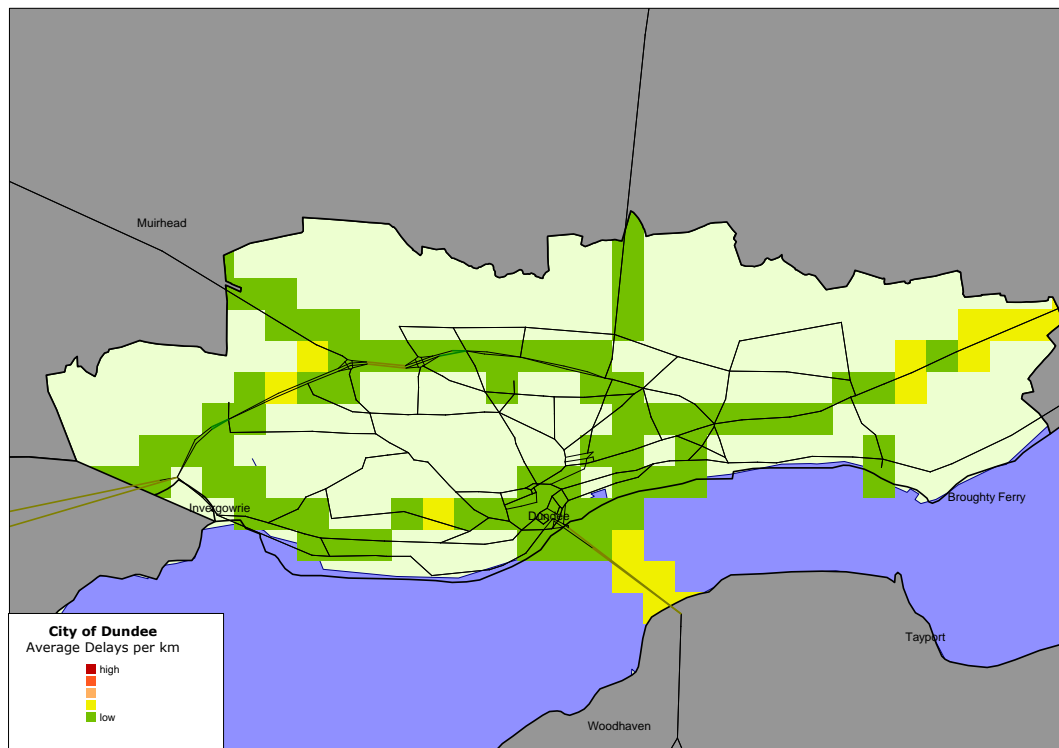 Muirhead
Invergowrie
Dundee
Broughty Ferry
City of Dundee
Average Delays per km
high
low
Tayport
Woodhaven